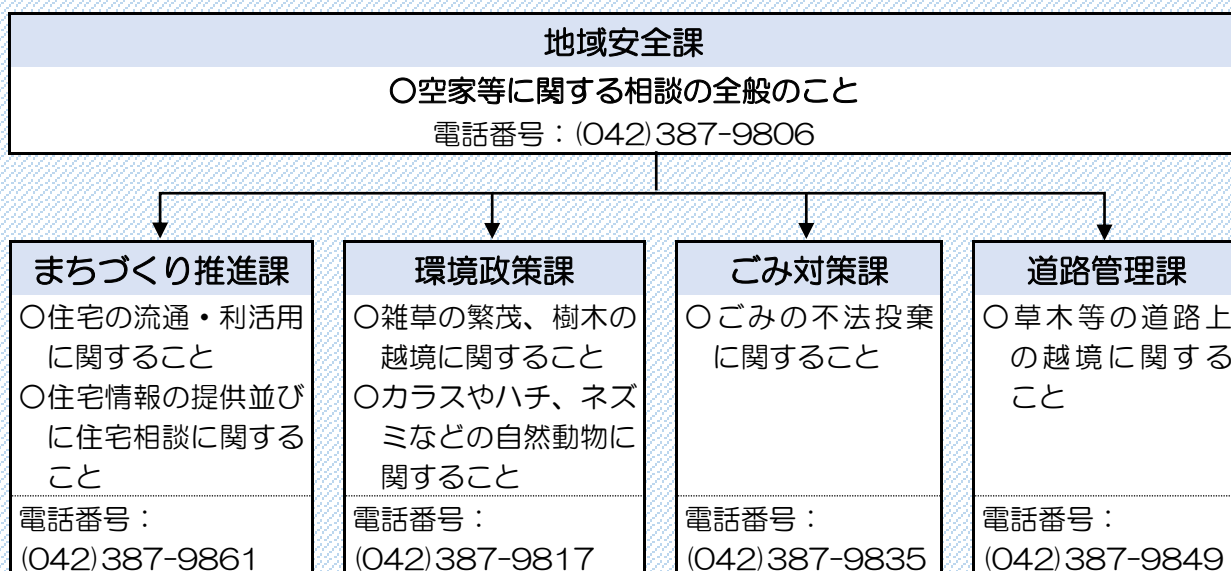 地域安全課
〇空家等に関する相談の全般のこと
電話番号：(042)387-9806
まちづくり推進課
〇住宅の流通・利活用
に関すること
〇住宅情報の提供並び
に住宅相談に関する
こと
電話番号：
(042)387-9861
環境政策課
〇雑草の繁茂、樹木の
越境に関すること
〇カラスやハチ、ネズ
ミなどの自然動物に
関すること
電話番号：
(042)387-9817
ごみ対策課
〇ごみの不法投棄
に関すること
電話番号：
(042)387-9835
道路管理課
〇草木等の道路上
の越境に関する
こと
電話番号：
(042)387-9849